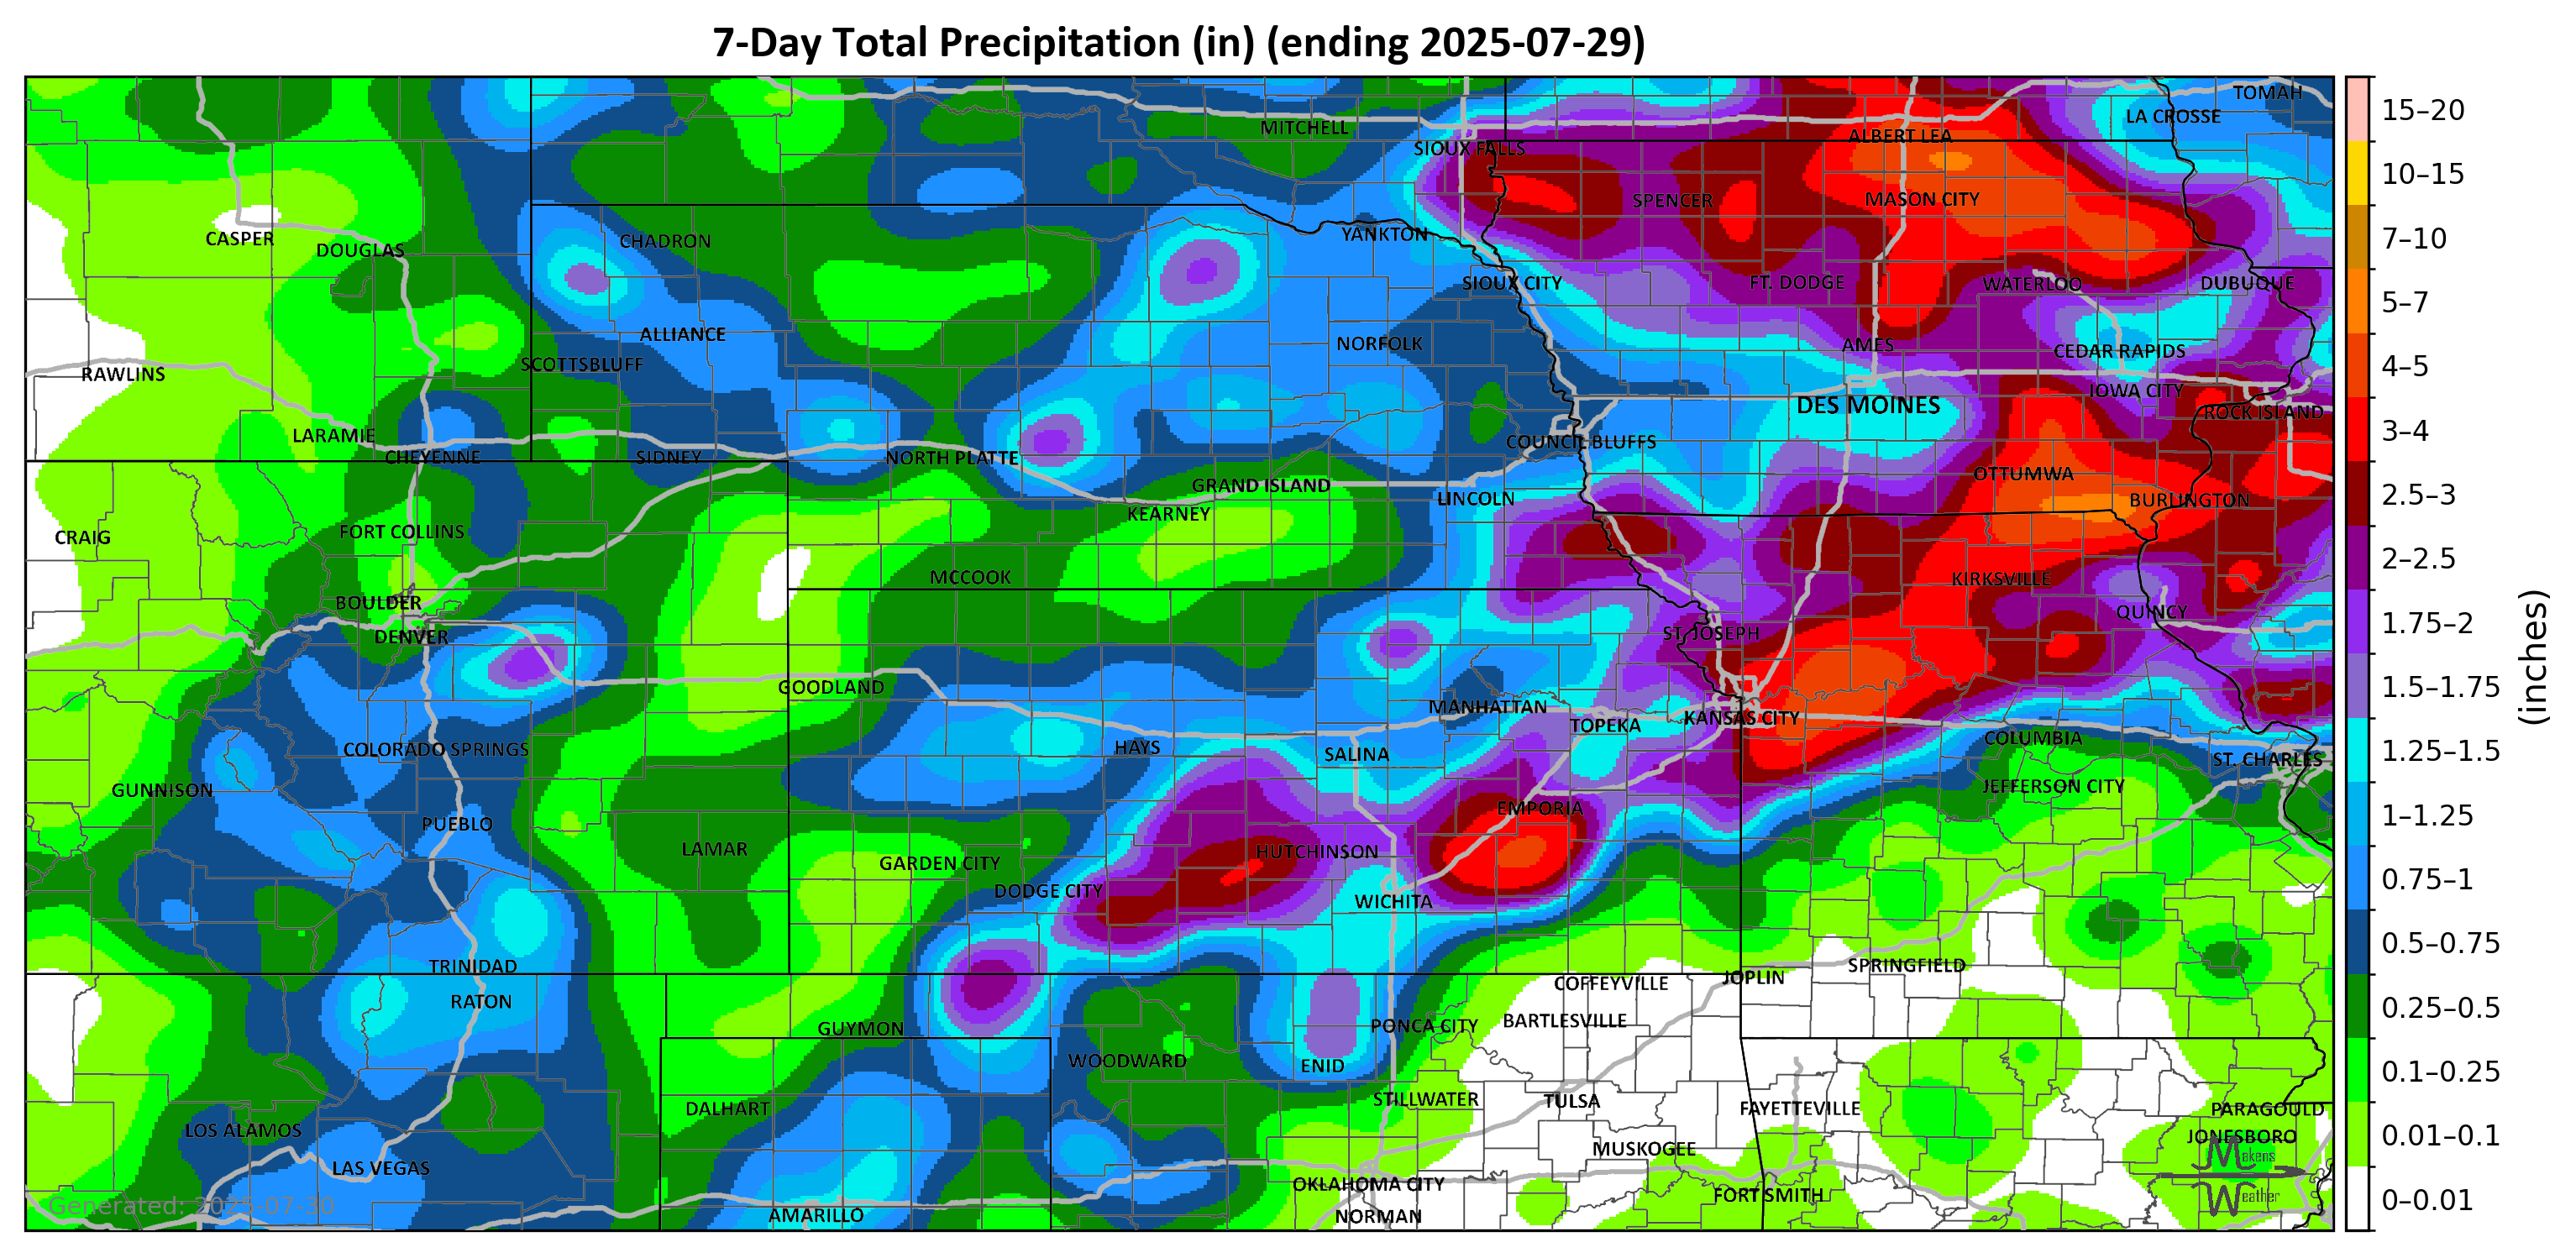 7-Day Total Precipitation (in) (ending 2025-07-29)
TOMAH
LA CROSSE
MITCHELL
ALBERT LEA
SIOUX FALLS
SPENCER
MASON CITY
CASPER
DOUGLAS
CHADRON
YANKTON
SIOUX CITY
FT. DODGE
WATERLOO
DUBUQUE
ALLIANCE
NORFOLK
AMES
CEDAR RAPIDS
SCOTTSBLUFF
RAWLINS
IOWA CITY
DES MOINES
ROCK ISLAND
LARAMIE
COUNCIL BLUFFS
CHEYENNE
SIDNEY
NORTH PLATTE
OTTUMWA
GRAND ISLAND
LINCOLN
BURLINGTON
KEARNEY
CRAIG
FORT COLLINS
MCCOOK
KIRKSVILLE
BOULDER
QUINCY
DENVER
ST. JOSEPH
GOODLAND
MANHATTAN
TOPEKA
KANSAS CITY
COLORADO SPRINGS
HAYS
SALINA
COLUMBIA
ST. CHARLES
GUNNISON
JEFFERSON CITY
EMPORIA
PUEBLO
LAMAR
GARDEN CITY
HUTCHINSON
DODGE CITY
WICHITA
TRINIDAD
SPRINGFIELD
JOPLIN
COFFEYVILLE
RATON
GUYMON
PONCA CITY
BARTLESVILLE
WOODWARD
ENID
DALHART
STILLWATER
TULSA
FAYETTEVILLE
PARAGOULD
LOS ALAMOS
JONESBORO
MUSKOGEE
Makens
LAS VEGAS
OKLAHOMA CITY
FORT SMITH
Weather
Generated: 2025-07-30
AMARILLO
NORMAN
15–20
10–15
7–10
5–7
4–5
3–4
2.5–3
2–2.5
1.75–2
1.5–1.75
1.25–1.5
1–1.25
0.75–1
0.5–0.75
0.25–0.5
0.1–0.25
0.01–0.1
0–0.01
(inches)